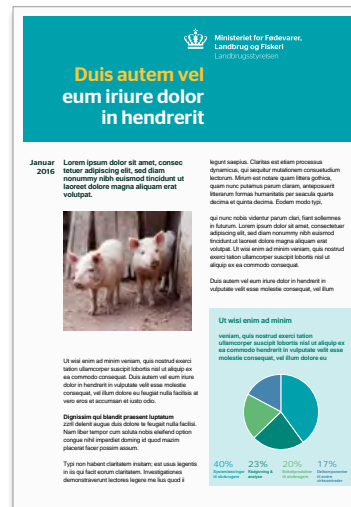 Ministeriet for Fødevarer,
Landbrug og Fiskeri
Landbrugsstyrelsen
Duis autem vel
eum iriure dolor
in hendrerit
Januar
2016
Lorem ipsum dolor sit amet, consec
tetuer adipiscing elit, sed diam
nonummy nibh euismod tincidunt ut
laoreet dolore magna aliquam erat
volutpat.
Ut wisi enim ad minim veniam, quis nostrud exerci
tation ullamcorper suscipit lobortis nisl ut aliquip ex
ea commodo consequat. Duis autem vel eum iriure
dolor in hendrerit in vulputate velit esse molestie
consequat, vel illum dolore eu feugiat nulla facilisis at
vero eros et accumsan et iusto odio.
Dignissim qui blandit praesent luptatum
zzril delenit augue duis dolore te feugait nulla facilisi.
Nam liber tempor cum soluta nobis eleifend option
congue nihil imperdiet doming id quod mazim
placerat facer possim assum.
Typi non habent claritatem insitam; est usus legentis
in iis qui facit eorum claritatem. Investigationes
demonstraverunt lectores legere me lius quod ii
legunt saepius. Claritas est etiam processus
dynamicus, qui sequitur mutationem consuetudium
lectorum. Mirum est notare quam littera gothica,
quam nunc putamus parum claram, anteposuerit
litterarum formas humanitatis per seacula quarta
decima et quinta decima. Eodem modo typi,
qui nunc nobis videntur parum clari, fiant sollemnes
in futurum. Lorem ipsum dolor sit amet, consectetuer
adipiscing elit, sed diam nonummy nibh euismod
tincidunt.ut laoreet dolore magna aliquam erat
volutpat. Ut wisi enim ad minim veniam, quis nostrud
exerci tation ullamcorper suscipit lobortis nisl ut
aliquip ex ea commodo consequat.
Duis autem vel eum iriure dolor in hendrerit in
vulputate velit esse molestie consequat, vel illum
Ut wisi enim ad minim
veniam, quis nostrud exerci tation
ullamcorper suscipit lobortis nisl ut aliquip ex
ea commodo hendrerit in vulputate velit esse
molestie consequat, vel illum dolore eu
40% 23% 20% 17%
Rådgivning &
analyse